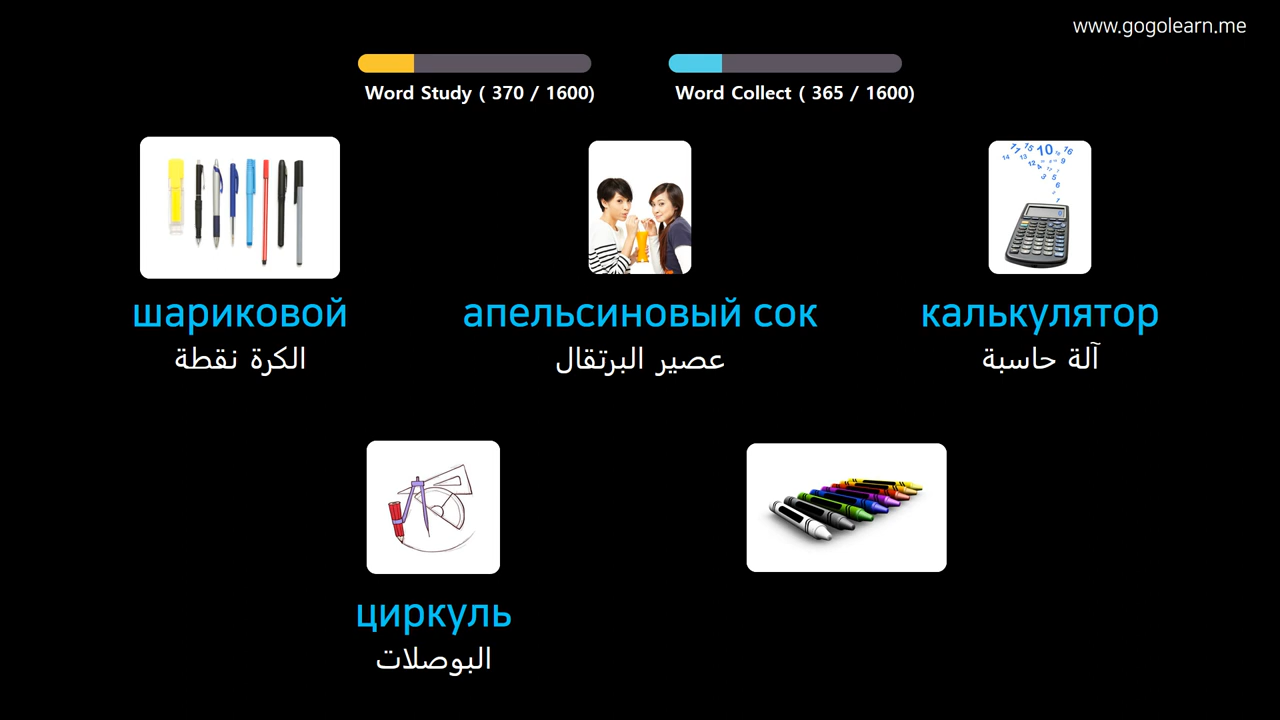 www.gogolearn.me
Word Study ( 370 / 1600)
Word Collect ( 365 / 1600)
шариковой
الكرة نقطة
апельсиновый сок
عصير البرتقال
калькулятор
آلة حاسبة
циркуль
البوصلات